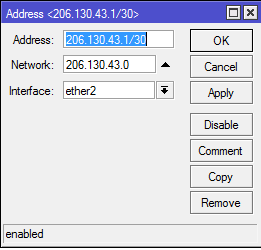 Address <206.130.43.1/30>
Address: 206.130.43.1/30
OK
Network: 206.130.43.0
Cancel
Interface: ether2
Apply
Disable
Comment
Copy
Remove
enabled